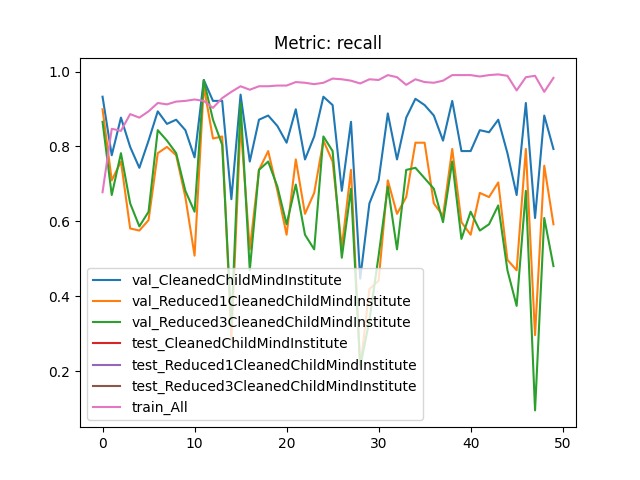 Metric: recall
1.0
0.8
0.6
0.4
0.2
val_CleanedChildMindInstitute
val_Reduced1CleanedChildMindInstitute
val_Reduced3CleanedChildMindInstitute
test_CleanedChildMindInstitute
test_Reduced1CleanedChildMindInstitute
test_Reduced3CleanedChildMindInstitute
train_All
0 10 20 30 40 50